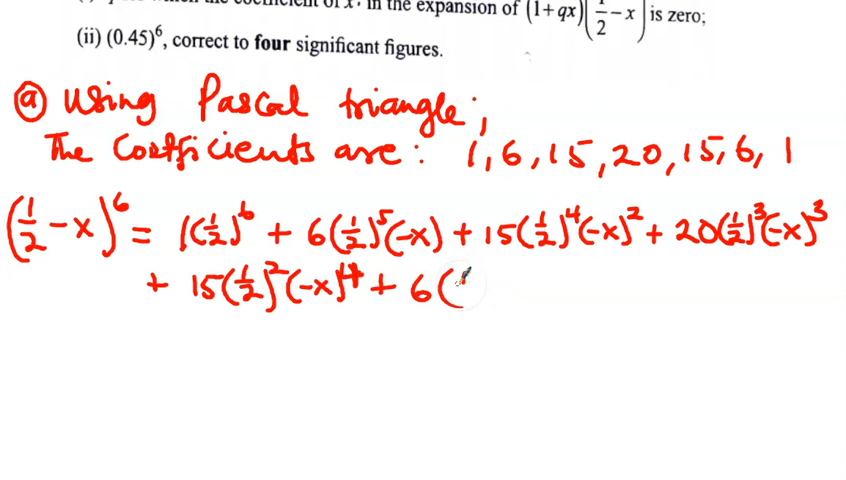 in the expansion of (1+qx)(1/2 − x) is zero;
(ii) (0.45)⁶, correct to four significant figures.
ⓐ Using Pascal triangle;
The Coefficients are: 1, 6, 15, 20, 15, 6, 1
(1/2 − x)⁶ = 1(1/2)⁶ + 6(1/2)⁵(−x) + 15(1/2)⁴(−x)² + 20(1/2)³(−x)³
+ 15(1/2)²(−x)⁴ + 6(